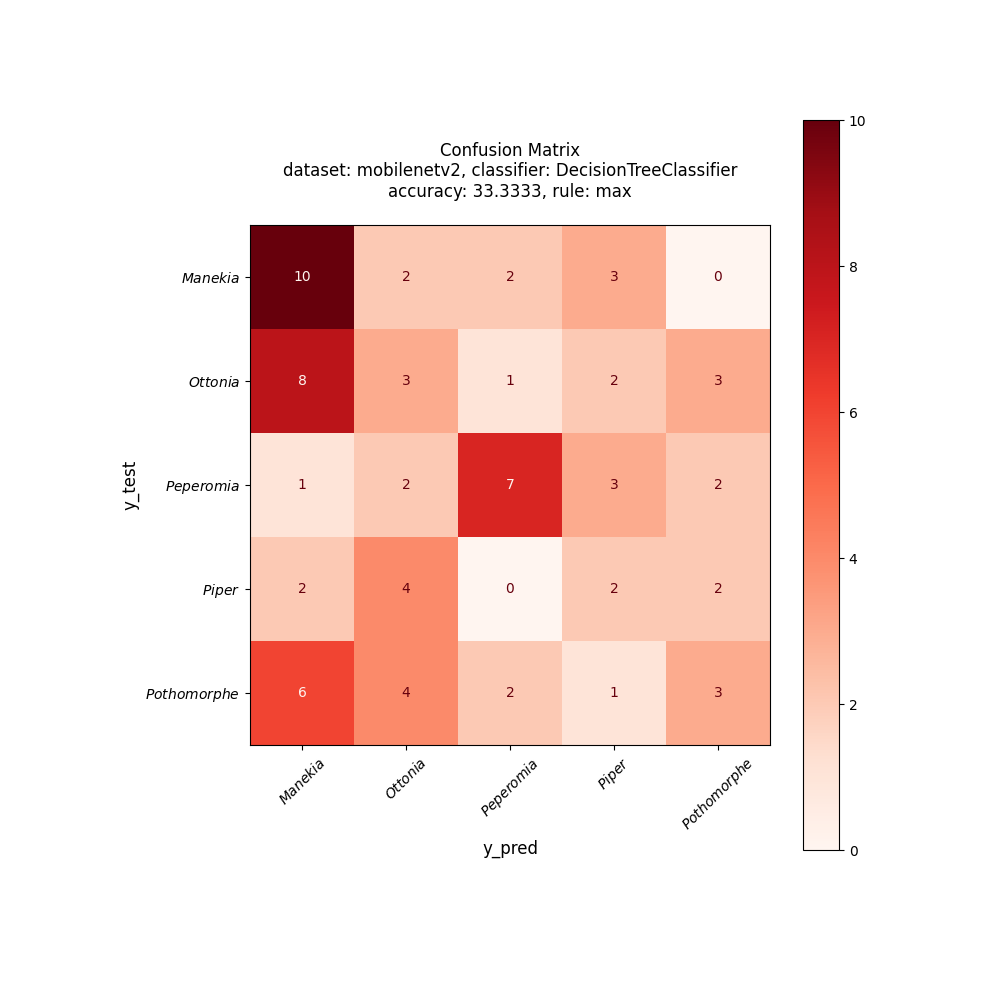 Confusion Matrix
dataset: mobilenetv2, classifier: DecisionTreeClassifier
accuracy: 33.3333, rule: max
y_test
Manekia 10 2 2 3 0
Ottonia 8 3 1 2 3
Peperomia 1 2 7 3 2
Piper 2 4 0 2 2
Pothomorphe 6 4 2 1 3
Manekia Ottonia Peperomia Piper Pothomorphe
y_pred
10
8
6
4
2
0